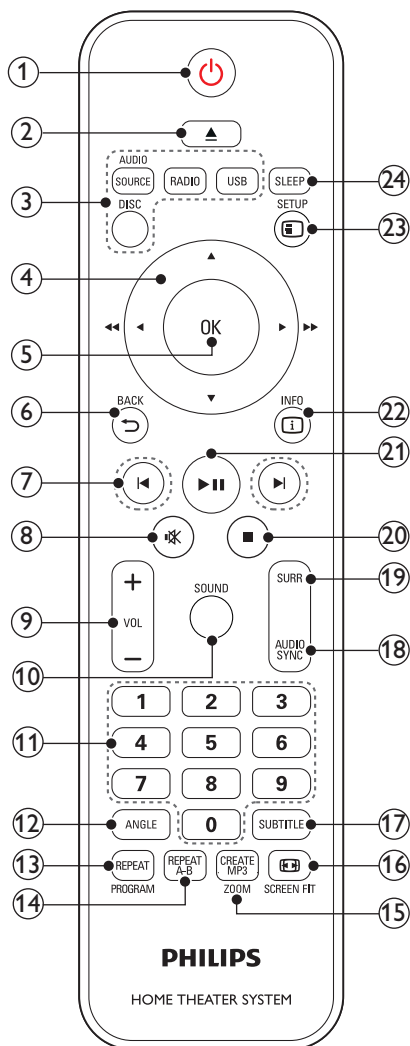 1
2
AUDIO
SOURCE RADIO USB SLEEP 24
3 DISC SETUP
23
4
OK
5
6 BACK INFO 22
21
7
8 20
SURR 19
+
9 VOL SOUND
–
AUDIO SYNC 18
10
1 2 3
11 4 5 6
7 8 9
12 ANGLE 0 SUBTITLE 17
13 REPEAT REPEAT A-B CREATE MP3 16
PROGRAM 14 ZOOM SCREEN FIT
15
PHILIPS
HOME THEATER SYSTEM